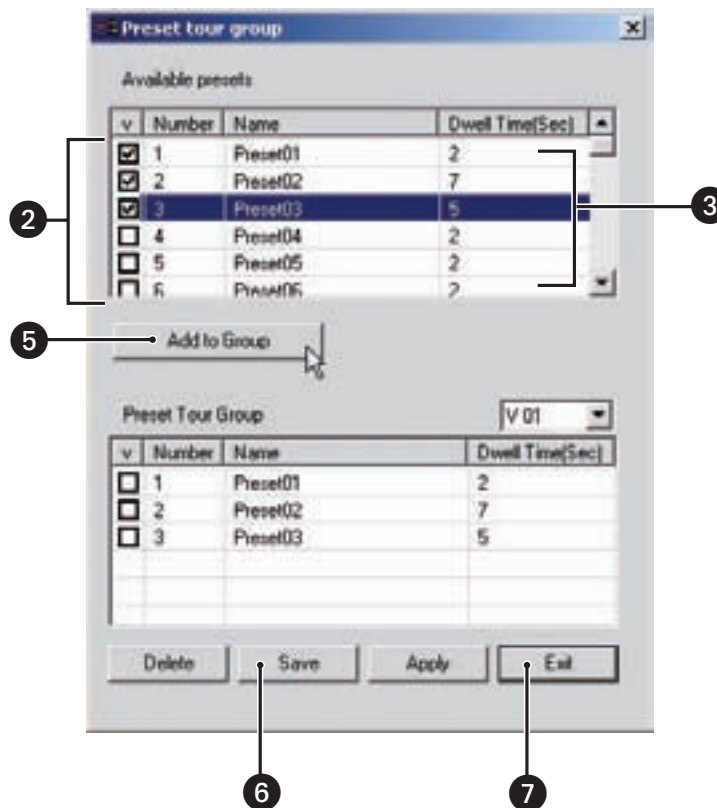 Preset tour group
Available presets
v Number Name Dwell Time(Sec)
1 Preset01 2
2 Preset02 7
3 Preset03 5
4 Preset04 2
5 Preset05 2
6 Preset06 2
2
3
5
Add to Group
Preset Tour Group V 01
v Number Name Dwell Time(Sec)
1 Preset01 2
2 Preset02 7
3 Preset03 5
Delete Save Apply Exit
6 7